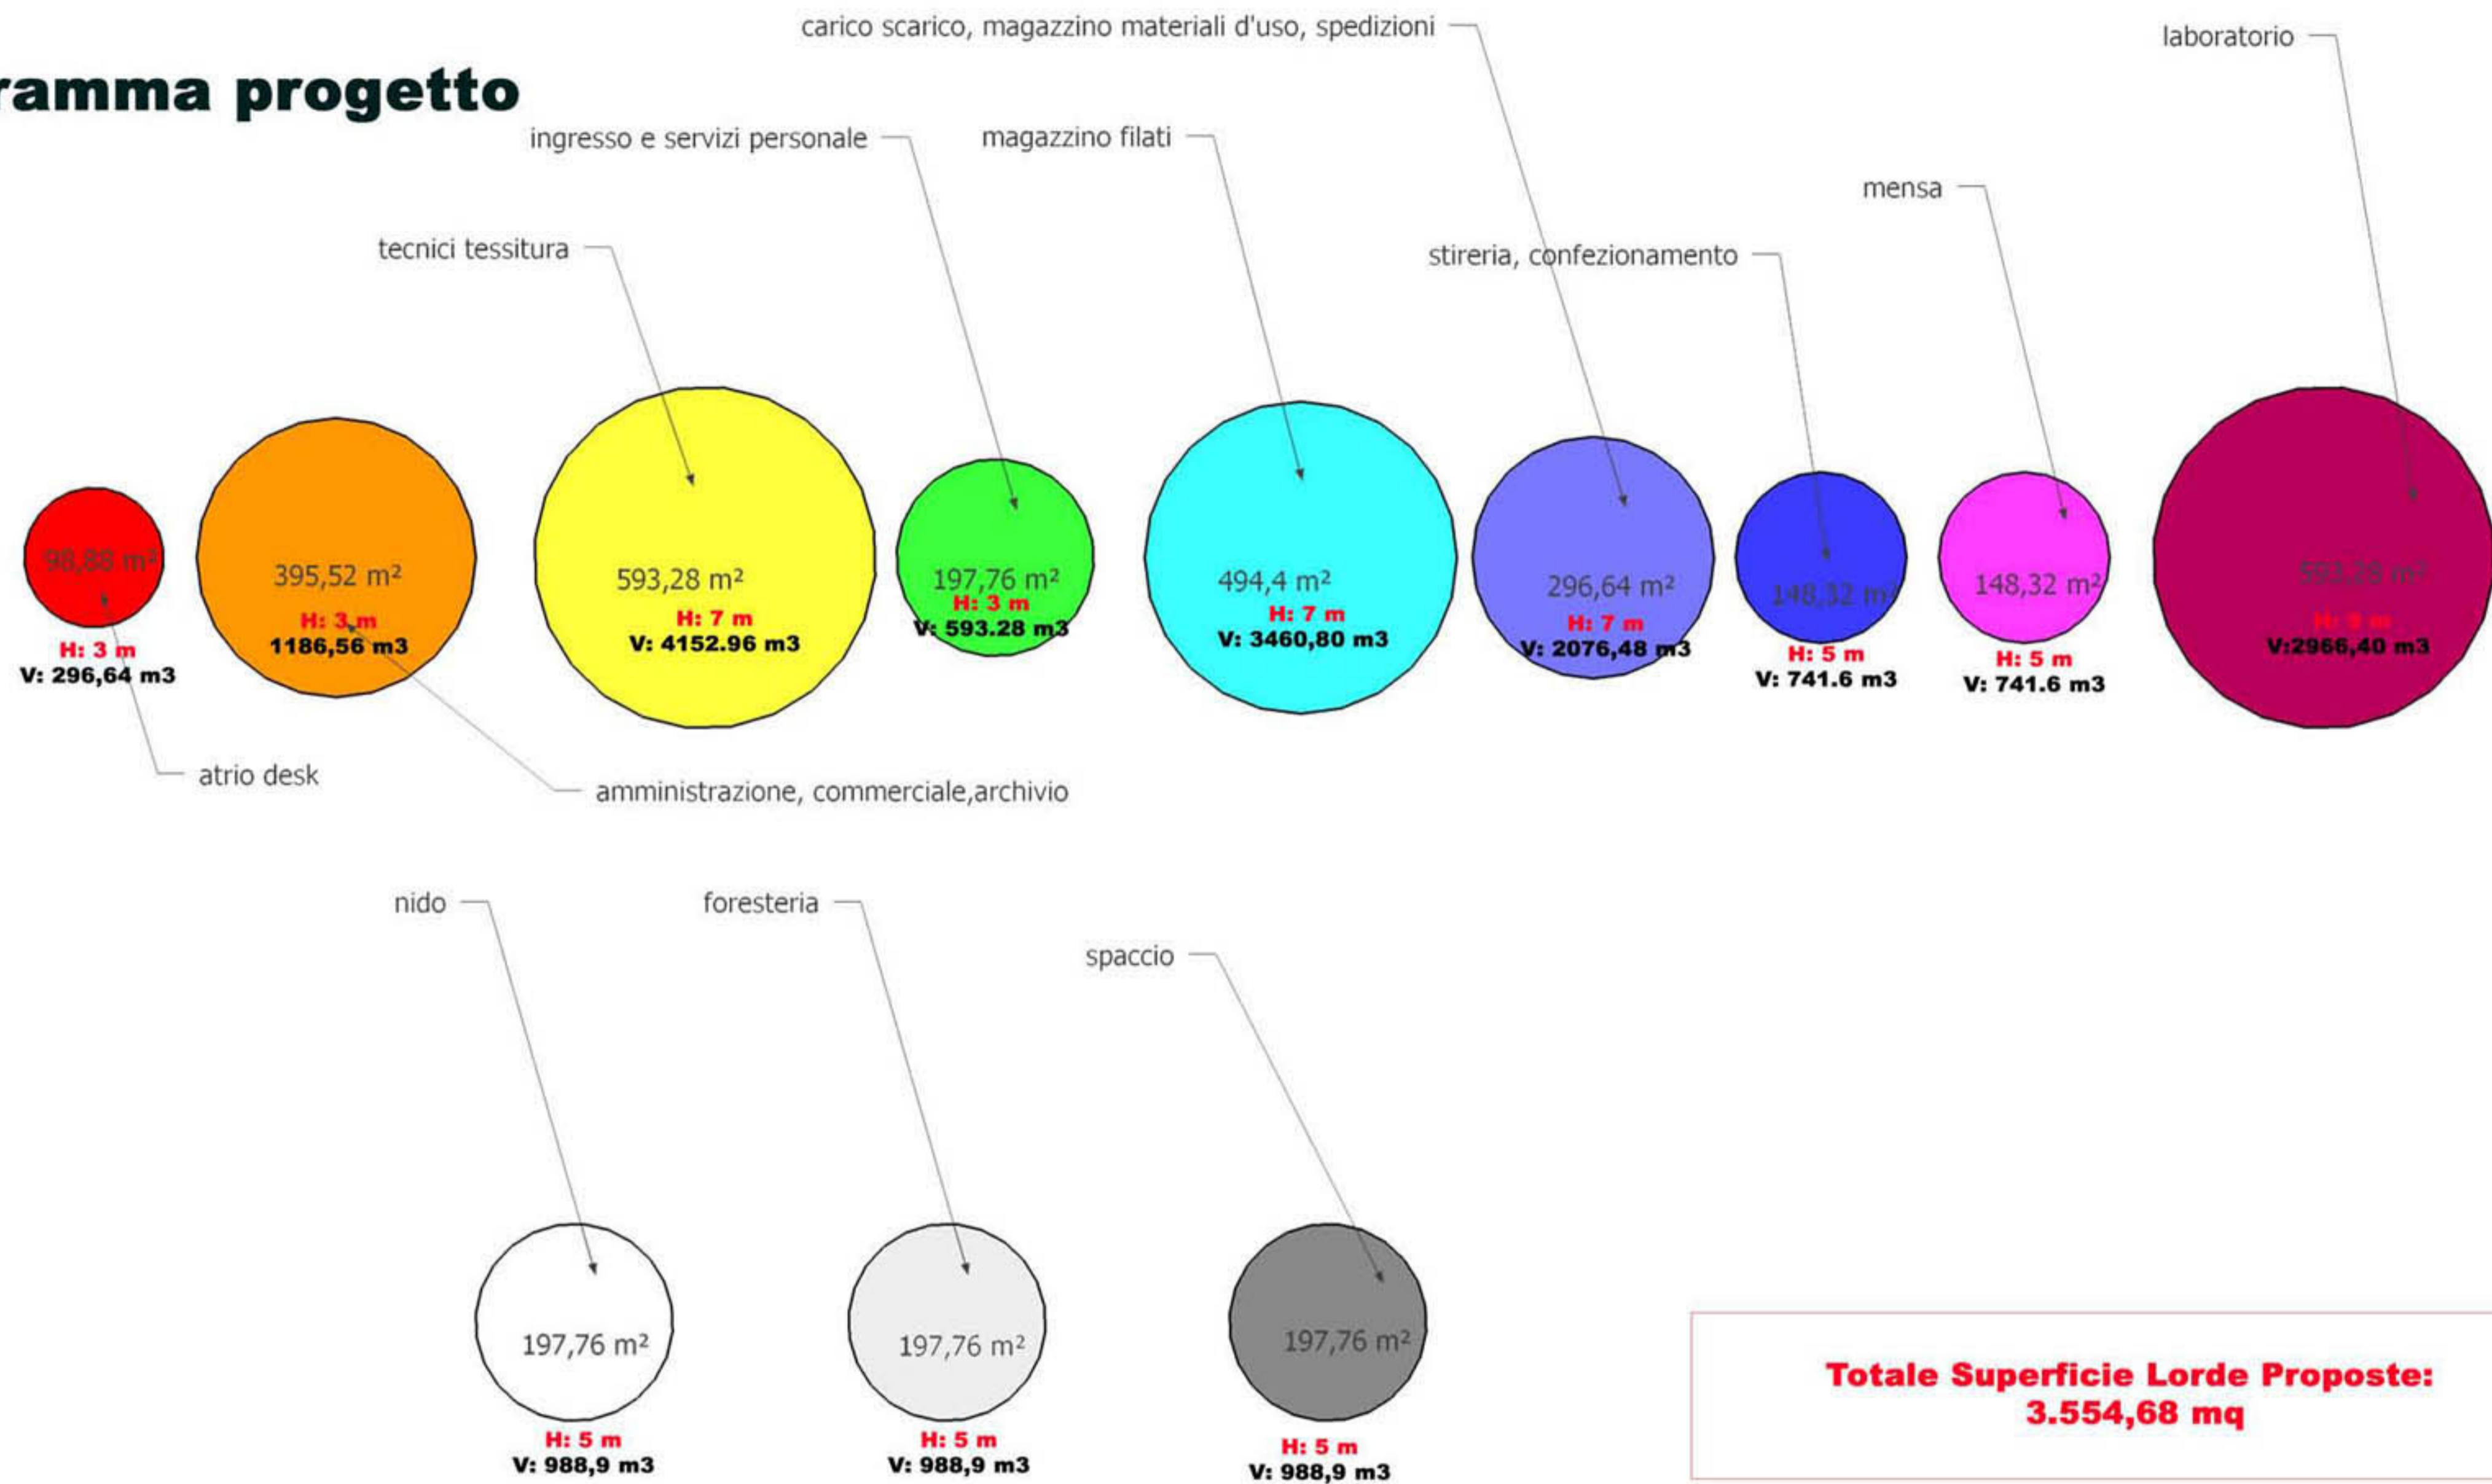 ramma progetto
carico scarico, magazzino materiali d'uso, spedizioni
laboratorio
ingresso e servizi personale
magazzino filati
mensa
tecnici tessitura
stireria, confezionamento
98,88 m²
H: 3 m
V: 296,64 m3
395,52 m²
H: 3 m
1186,56 m3
593,28 m²
H: 7 m
V: 4152.96 m3
197,76 m²
H: 3 m
V: 593.28 m3
494,4 m²
H: 7 m
V: 3460,80 m3
296,64 m²
H: 7 m
V: 2076,48 m3
148,32 m²
H: 5 m
V: 741.6 m3
148,32 m²
H: 5 m
V: 741.6 m3
593,28 m²
H: m
V:2966,40 m3
atrio desk
amministrazione, commerciale,archivio
nido
foresteria
spaccio
197,76 m²
H: 5 m
V: 988,9 m3
197,76 m²
H: 5 m
V: 988,9 m3
197,76 m²
H: 5 m
V: 988,9 m3
Totale Superficie Lorde Proposte:
3.554,68 mq